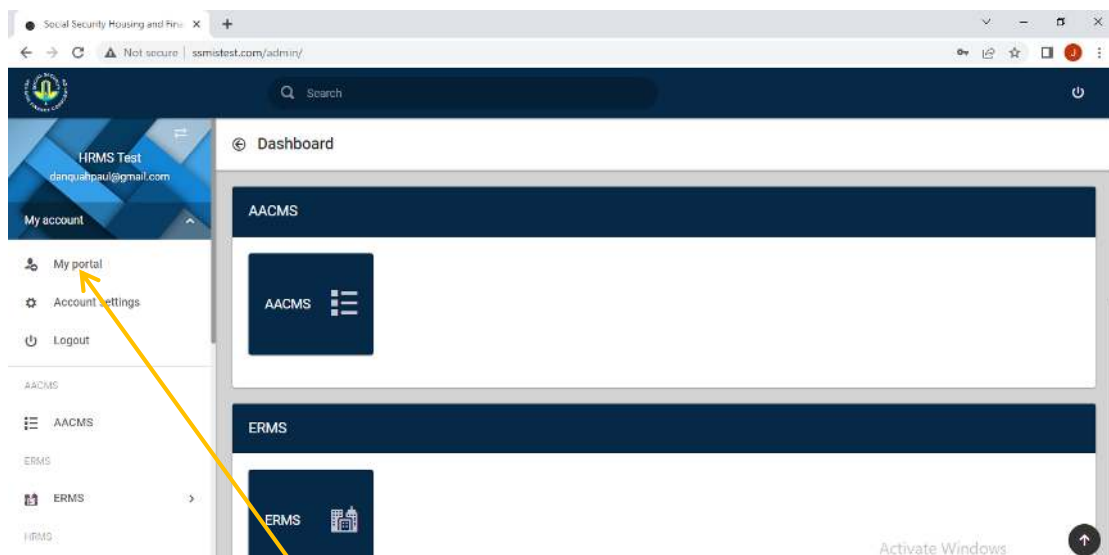 Social Security Housing and Fin
Not secure | ssmistest.com/admin/
Search
HRMS Test
danquahpaul@gmail.com
My account
My portal
Account settings
Logout
AACMS
AACMS
ERMS
ERMS
HRMS
Dashboard
AACMS
AACMS
ERMS
ERMS
Activate Windows